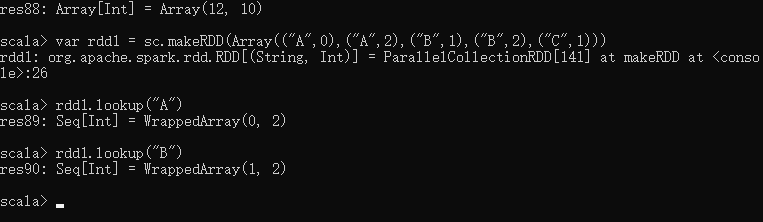 res88: Array[Int] = Array(12, 10)
scala> var rdd1 = sc.makeRDD(Array(("A",0),("A",2),("B",1),("B",2),("C",1)))
rdd1: org.apache.spark.rdd.RDD[(String, Int)] = ParallelCollectionRDD[141] at makeRDD at <conso
le>:26
scala> rdd1.lookup("A")
res89: Seq[Int] = WrappedArray(0, 2)
scala> rdd1.lookup("B")
res90: Seq[Int] = WrappedArray(1, 2)
scala>